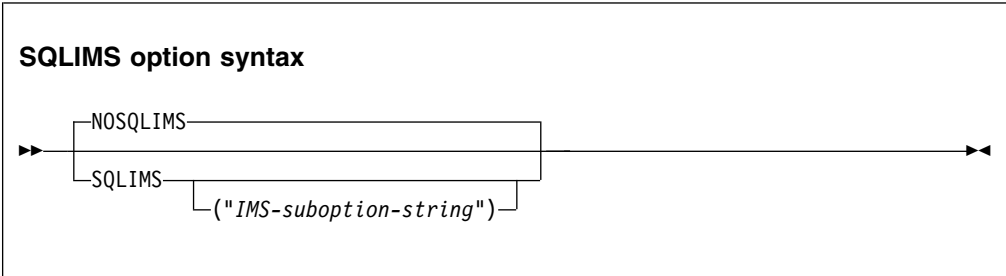 SQLIMS option syntax
NOSQLIMS
SQLIMS
("IMS-suboption-string")